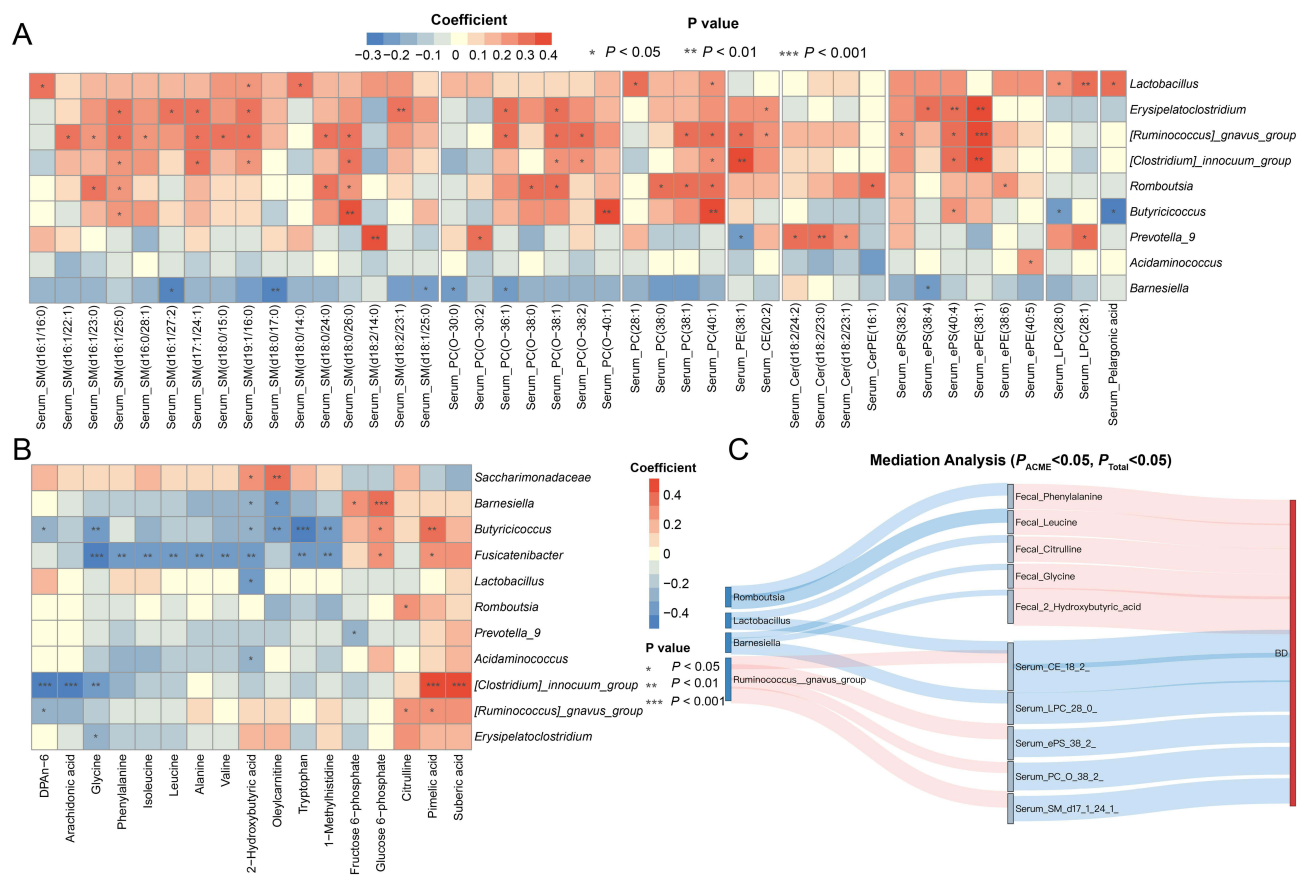 A
Coefficient
−0.3 −0.2 −0.1 0 0.1 0.2 0.3 0.4
P value
* P < 0.05 ** P < 0.01 *** P < 0.001
Lactobacillus
Erysipelatoclostridium
[Ruminococcus]_gnavus_group
[Clostridium]_innocuum_group
Romboutsia
Butyricicoccus
Prevotella_9
Acidaminococcus
Barnesiella
Serum_SM(d16:1/16:0)
Serum_SM(d16:1/22:1)
Serum_SM(d16:1/23:0)
Serum_SM(d16:1/25:0)
Serum_SM(d16:0/28:1)
Serum_SM(d16:1/27:2)
Serum_SM(d17:1/24:1)
Serum_SM(d18:0/15:0)
Serum_SM(d19:1/16:0)
Serum_SM(d18:0/17:0)
Serum_SM(d18:0/14:0)
Serum_SM(d18:0/24:0)
Serum_SM(d18:0/26:0)
Serum_SM(d18:2/14:0)
Serum_SM(d18:2/23:1)
Serum_SM(d18:1/25:0)
Serum_PC(O−30:0)
Serum_PC(O−30:2)
Serum_PC(O−36:1)
Serum_PC(O−38:0)
Serum_PC(O−38:1)
Serum_PC(O−38:2)
Serum_PC(O−40:1)
Serum_PC(28:1)
Serum_PC(38:0)
Serum_PC(38:1)
Serum_PC(40:1)
Serum_PE(38:1)
Serum_CE(20:2)
Serum_Cer(d18:2/24:2)
Serum_Cer(d18:2/23:0)
Serum_Cer(d18:2/23:1)
Serum_CerPE(16:1)
Serum_ePS(38:2)
Serum_ePS(38:4)
Serum_ePS(40:4)
Serum_ePE(38:1)
Serum_ePE(38:6)
Serum_ePE(40:5)
Serum_LPC(28:0)
Serum_LPC(28:1)
Serum_Pelargonic acid
B
Saccharimonadaceae
Barnesiella
Butyricicoccus
Fusicatenibacter
Lactobacillus
Romboutsia
Prevotella_9
Acidaminococcus
[Clostridium]_innocuum_group
[Ruminococcus]_gnavus_group
Erysipelatoclostridium
DPAn−6
Arachidonic acid
Glycine
Phenylalanine
Isoleucine
Leucine
Alanine
Valine
2−Hydroxybutyric acid
Oleylcarnitine
Tryptophan
1−Methylhistidine
Fructose 6−phosphate
Glucose 6−phosphate
Citrulline
Pimelic acid
Suberic acid
Coefficient
0.4
0.2
0
−0.2
−0.4
P value
* P < 0.05
** P < 0.01
*** P < 0.001
C
Mediation Analysis (PACME<0.05, PTotal<0.05)
Romboutsia
Lactobacillus
Barnesiella
Ruminococcus__gnavus_group
Fecal_Phenylalanine
Fecal_Leucine
Fecal_Citrulline
Fecal_Glycine
Fecal_2_Hydroxybutyric_acid
Serum_CE_18_2_
Serum_LPC_28_0_
Serum_ePS_38_2_
Serum_PC_O_38_2_
Serum_SM_d17_1_24_1_
BD